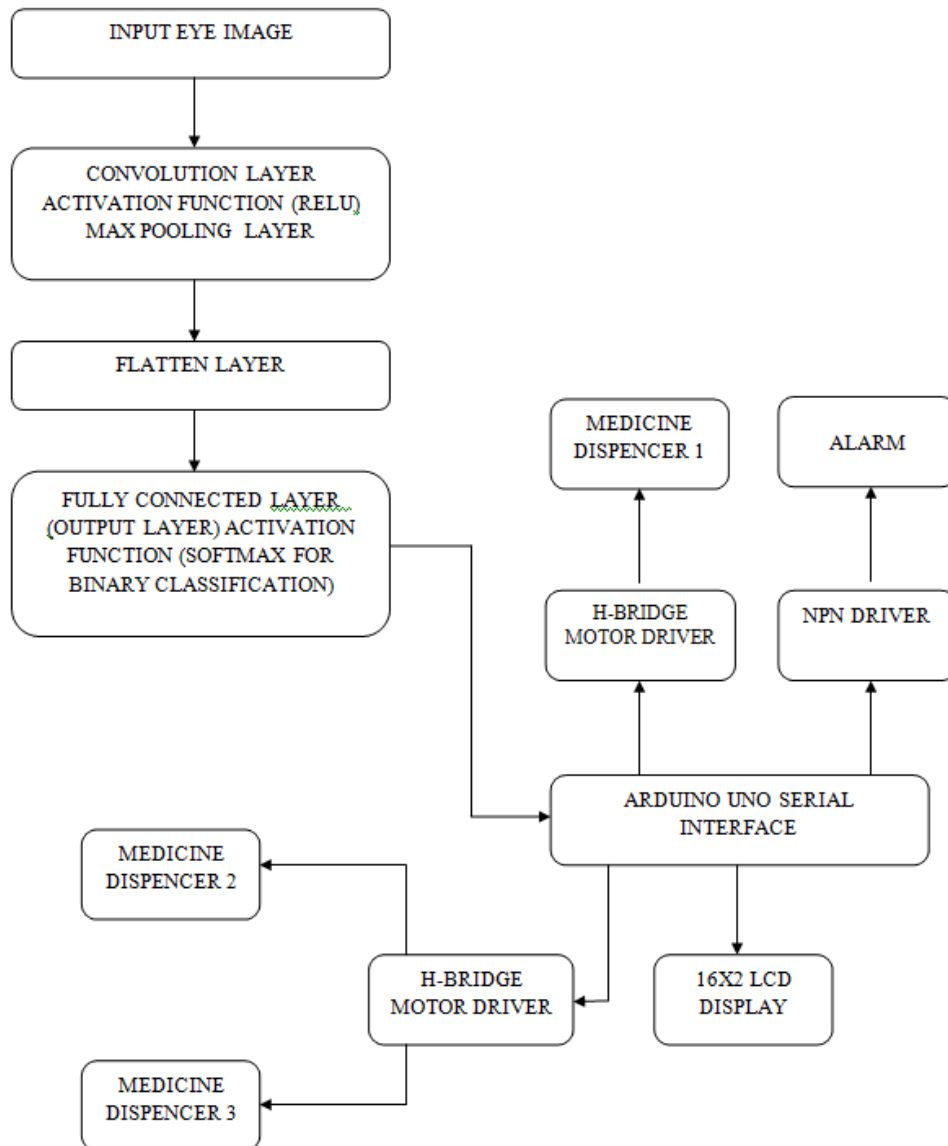 INPUT EYE IMAGE
CONVOLUTION LAYER
ACTIVATION FUNCTION (RELU)
MAX POOLING LAYER
FLATTEN LAYER
FULLY CONNECTED LAYER
(OUTPUT LAYER) ACTIVATION
FUNCTION (SOFTMAX FOR
BINARY CLASSIFICATION)
MEDICINE
DISPENCER 1
ALARM
H-BRIDGE
MOTOR DRIVER
NPN DRIVER
ARDUINO UNO SERIAL
INTERFACE
MEDICINE
DISPENCER 2
H-BRIDGE
MOTOR DRIVER
16X2 LCD
DISPLAY
MEDICINE
DISPENCER 3